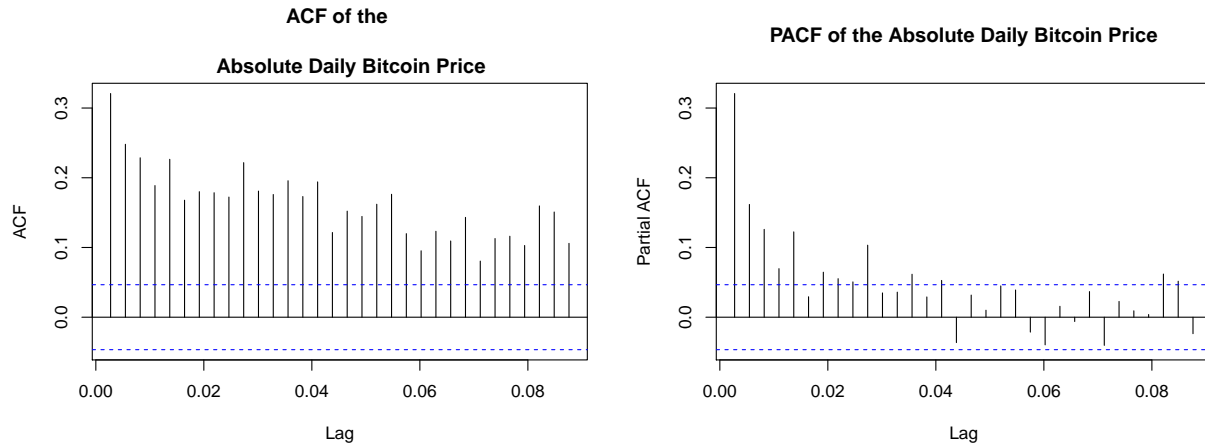 ACF of the
Absolute Daily Bitcoin Price
ACF
0.3
0.2
0.1
0.0
0.00 0.02 0.04 0.06 0.08
Lag
PACF of the Absolute Daily Bitcoin Price
Partial ACF
0.3
0.2
0.1
0.0
0.00 0.02 0.04 0.06 0.08
Lag